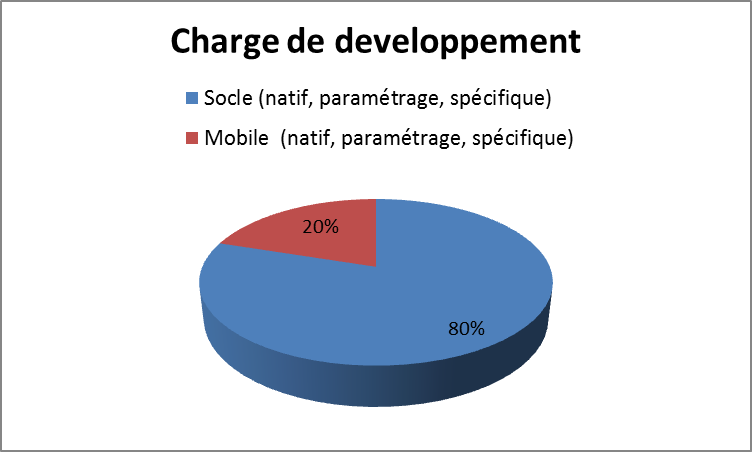 Charge de developpement
Socle (natif, paramétrage, spécifique)
Mobile  (natif, paramétrage, spécifique)
20%
80%